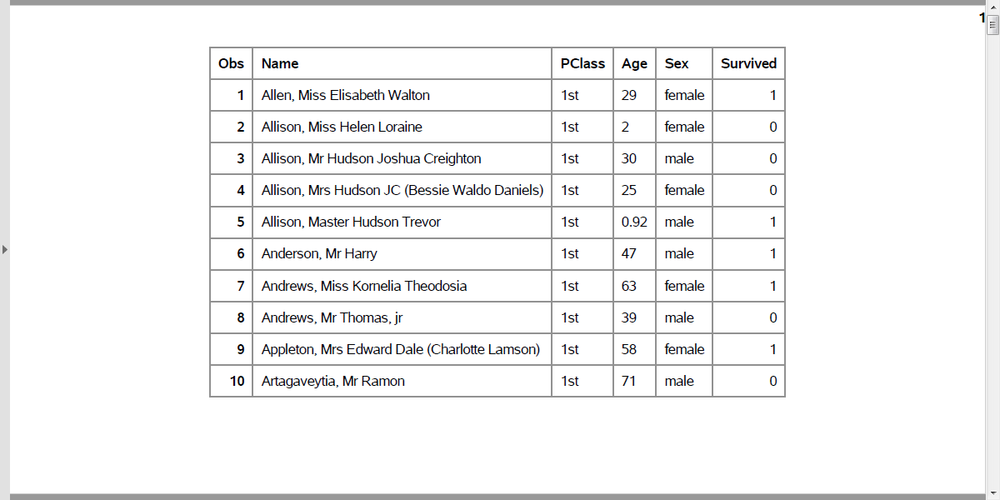 1
Obs Name PClass Age Sex Survived
1 Allen, Miss Elisabeth Walton 1st 29 female 1
2 Allison, Miss Helen Loraine 1st 2 female 0
3 Allison, Mr Hudson Joshua Creighton 1st 30 male 0
4 Allison, Mrs Hudson JC (Bessie Waldo Daniels) 1st 25 female 0
5 Allison, Master Hudson Trevor 1st 0.92 male 1
6 Anderson, Mr Harry 1st 47 male 1
7 Andrews, Miss Kornelia Theodosia 1st 63 female 1
8 Andrews, Mr Thomas, jr 1st 39 male 0
9 Appleton, Mrs Edward Dale (Charlotte Lamson) 1st 58 female 1
10 Artagaveytia, Mr Ramon 1st 71 male 0